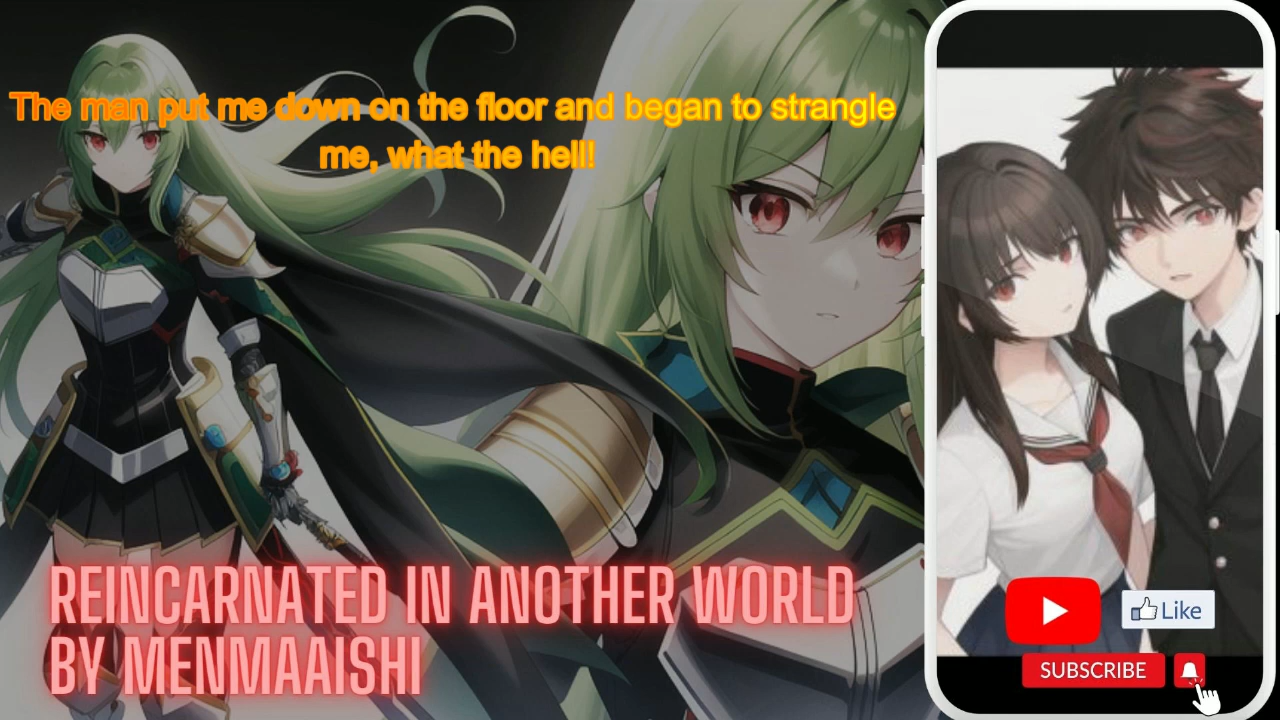 The man put me down on the floor and began to strangle
me, what the hell!
REINCARNATED IN ANOTHER WORLD
BY MENMAAISHI
Like
SUBSCRIBE